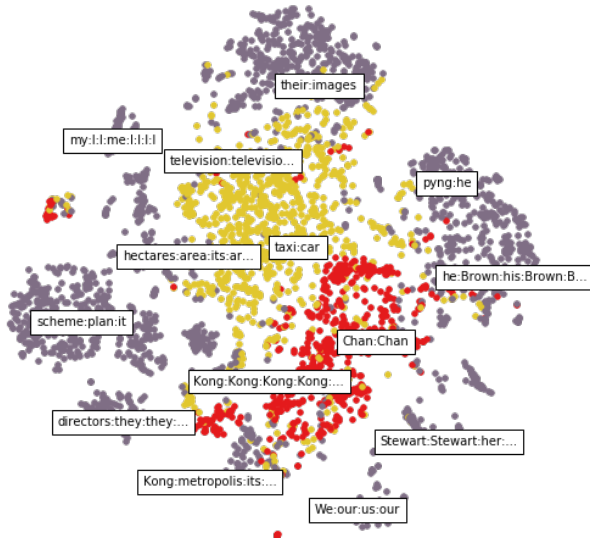 their:images
my:I:I:me:I:I:I:I
television:televisio...
pyng:he
taxi:car
hectares:area:its:ar...
he:Brown:his:Brown:B...
scheme:plan:it
Chan:Chan
Kong:Kong:Kong:Kong:...
directors:they:they:...
Stewart:Stewart:her:...
Kong:metropolis:its:...
We:our:us:our